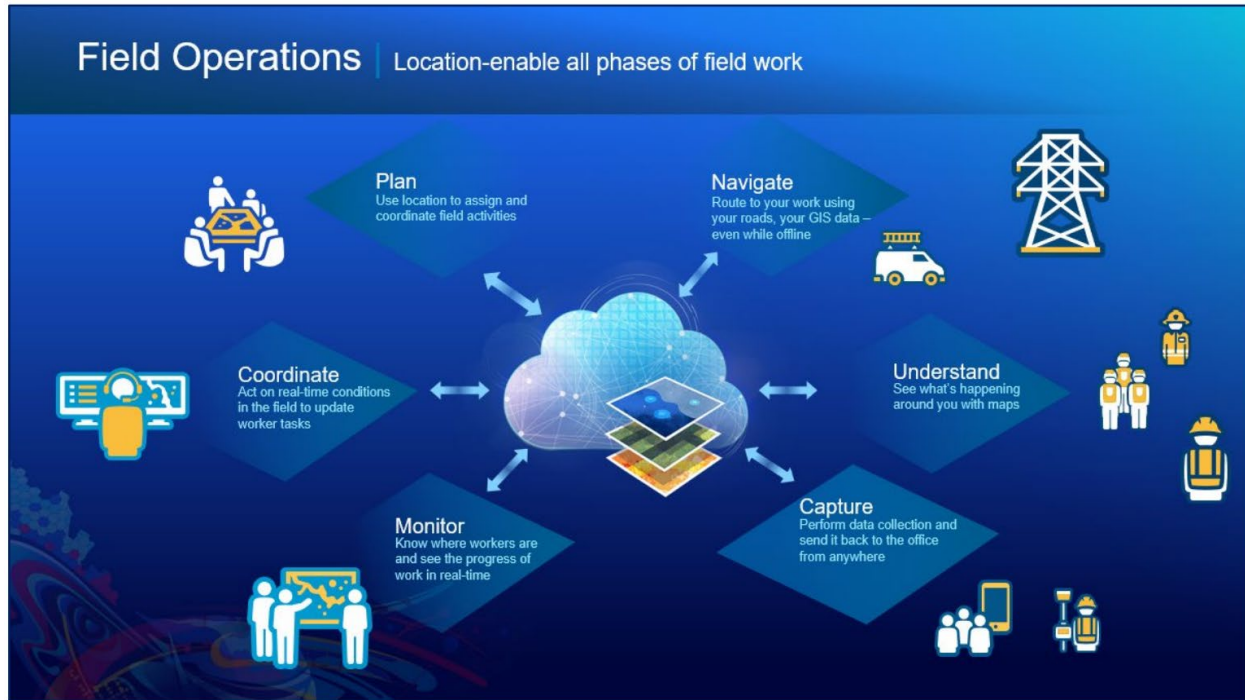 Field Operations | Location-enable all phases of field work
Plan
Use location to assign and
coordinate field activities
Navigate
Route to your work using
your roads, your GIS data –
even while offline
Coordinate
Act on real-time conditions
in the field to update
worker tasks
Understand
See what's happening
around you with maps
Monitor
Know where workers are
and see the progress of
work in real-time
Capture
Perform data collection and
send it back to the office
from anywhere